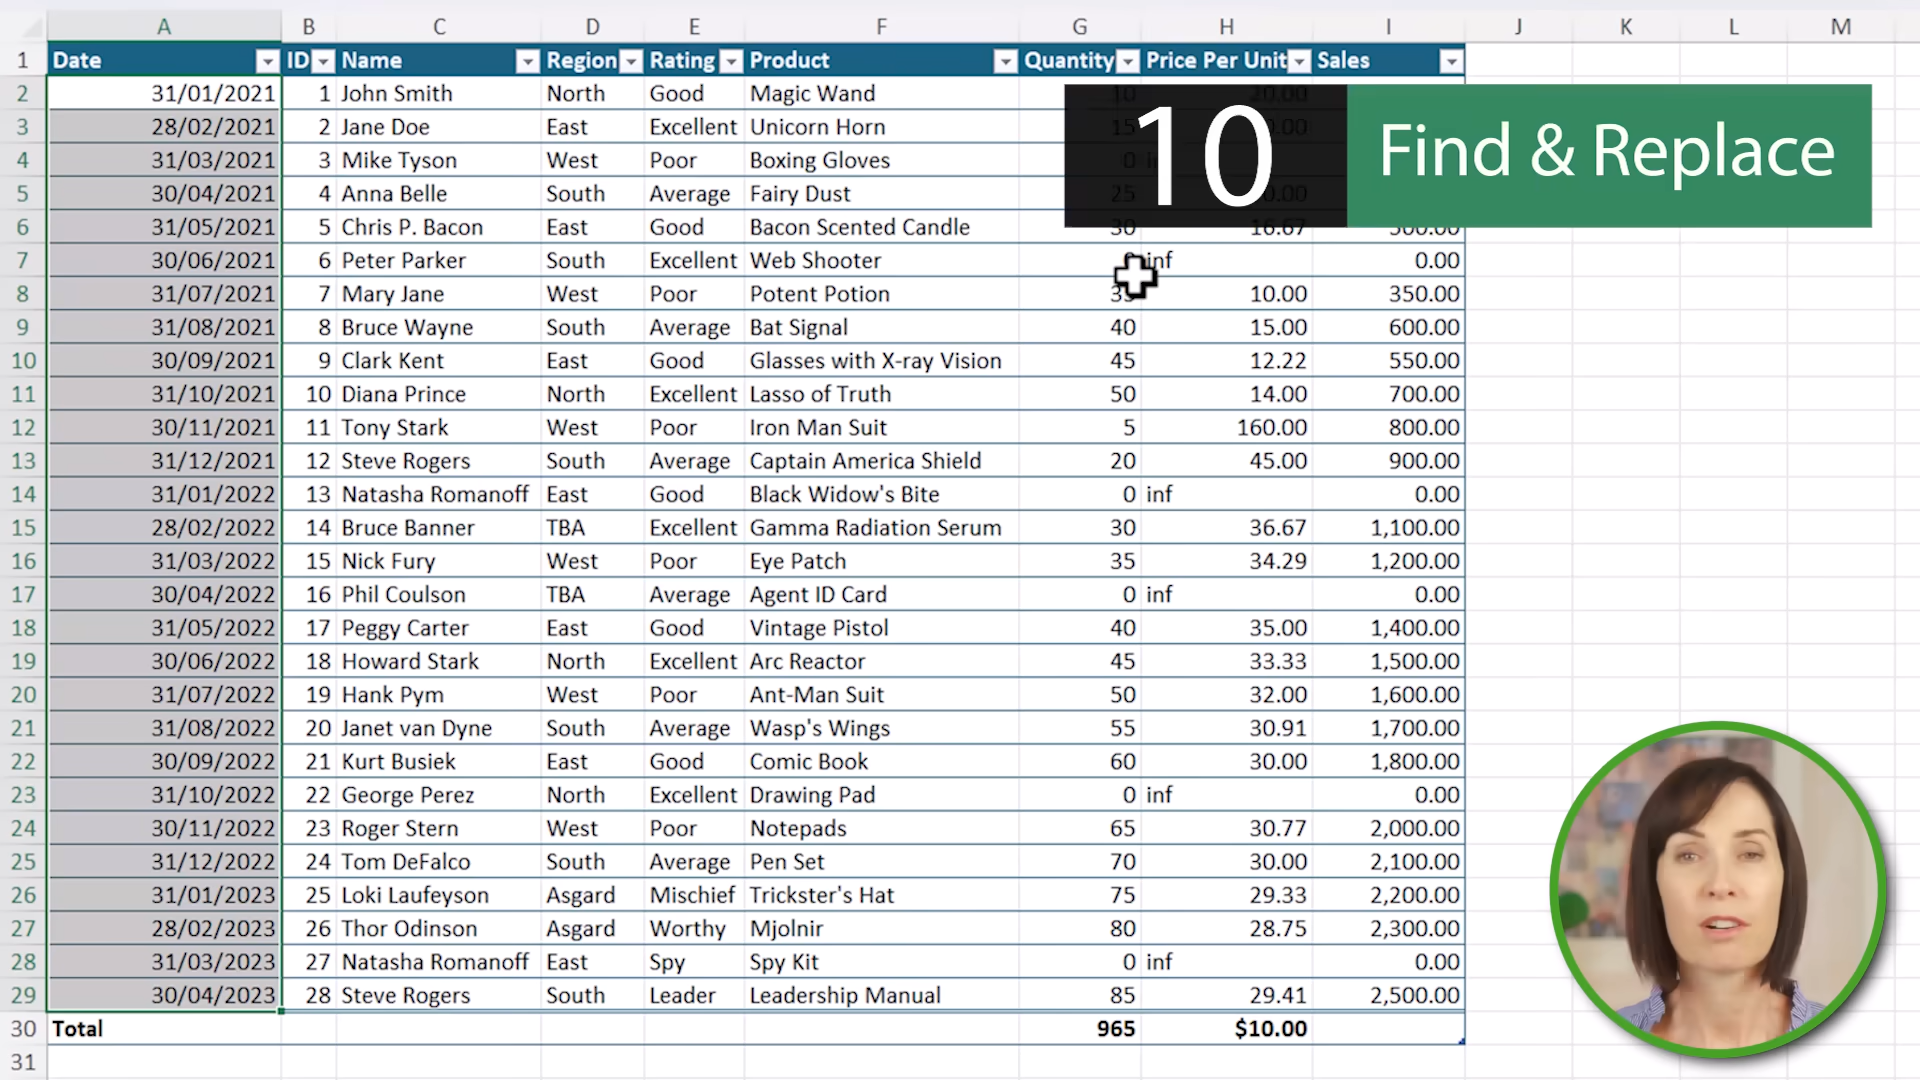 A B C D E F G H I J K L M
1 Date ID Name Region Rating Product Quantity Price Per Unit Sales
2 31/01/2021 1 John Smith North Good Magic Wand 10 20.00
3 28/02/2021 2 Jane Doe East Excellent Unicorn Horn 15
4 31/03/2021 3 Mike Tyson West Poor Boxing Gloves 0
5 30/04/2021 4 Anna Belle South Average Fairy Dust 25
10 Find & Replace
6 31/05/2021 5 Chris P. Bacon East Good Bacon Scented Candle 30 16.67 500.00
7 30/06/2021 6 Peter Parker South Excellent Web Shooter inf 0.00
8 31/07/2021 7 Mary Jane West Poor Potent Potion 35 10.00 350.00
9 31/08/2021 8 Bruce Wayne South Average Bat Signal 40 15.00 600.00
10 30/09/2021 9 Clark Kent East Good Glasses with X-ray Vision 45 12.22 550.00
11 31/10/2021 10 Diana Prince North Excellent Lasso of Truth 50 14.00 700.00
12 30/11/2021 11 Tony Stark West Poor Iron Man Suit 5 160.00 800.00
13 31/12/2021 12 Steve Rogers South Average Captain America Shield 20 45.00 900.00
14 31/01/2022 13 Natasha Romanoff East Good Black Widow's Bite 0 inf 0.00
15 28/02/2022 14 Bruce Banner TBA Excellent Gamma Radiation Serum 30 36.67 1,100.00
16 31/03/2022 15 Nick Fury West Poor Eye Patch 35 34.29 1,200.00
17 30/04/2022 16 Phil Coulson TBA Average Agent ID Card 0 inf 0.00
18 31/05/2022 17 Peggy Carter East Good Vintage Pistol 40 35.00 1,400.00
19 30/06/2022 18 Howard Stark North Excellent Arc Reactor 45 33.33 1,500.00
20 31/07/2022 19 Hank Pym West Poor Ant-Man Suit 50 32.00 1,600.00
21 31/08/2022 20 Janet van Dyne South Average Wasp's Wings 55 30.91 1,700.00
22 30/09/2022 21 Kurt Busiek East Good Comic Book 60 30.00 1,800.00
23 31/10/2022 22 George Perez North Excellent Drawing Pad 0 inf 0.00
24 30/11/2022 23 Roger Stern West Poor Notepads 65 30.77 2,000.00
25 31/12/2022 24 Tom DeFalco South Average Pen Set 70 30.00 2,100.00
26 31/01/2023 25 Loki Laufeyson Asgard Mischief Trickster's Hat 75 29.33 2,200.00
27 28/02/2023 26 Thor Odinson Asgard Worthy Mjolnir 80 28.75 2,300.00
28 31/03/2023 27 Natasha Romanoff East Spy Spy Kit 0 inf 0.00
29 30/04/2023 28 Steve Rogers South Leader Leadership Manual 85 29.41 2,500.00
30 Total 965 $10.00
31